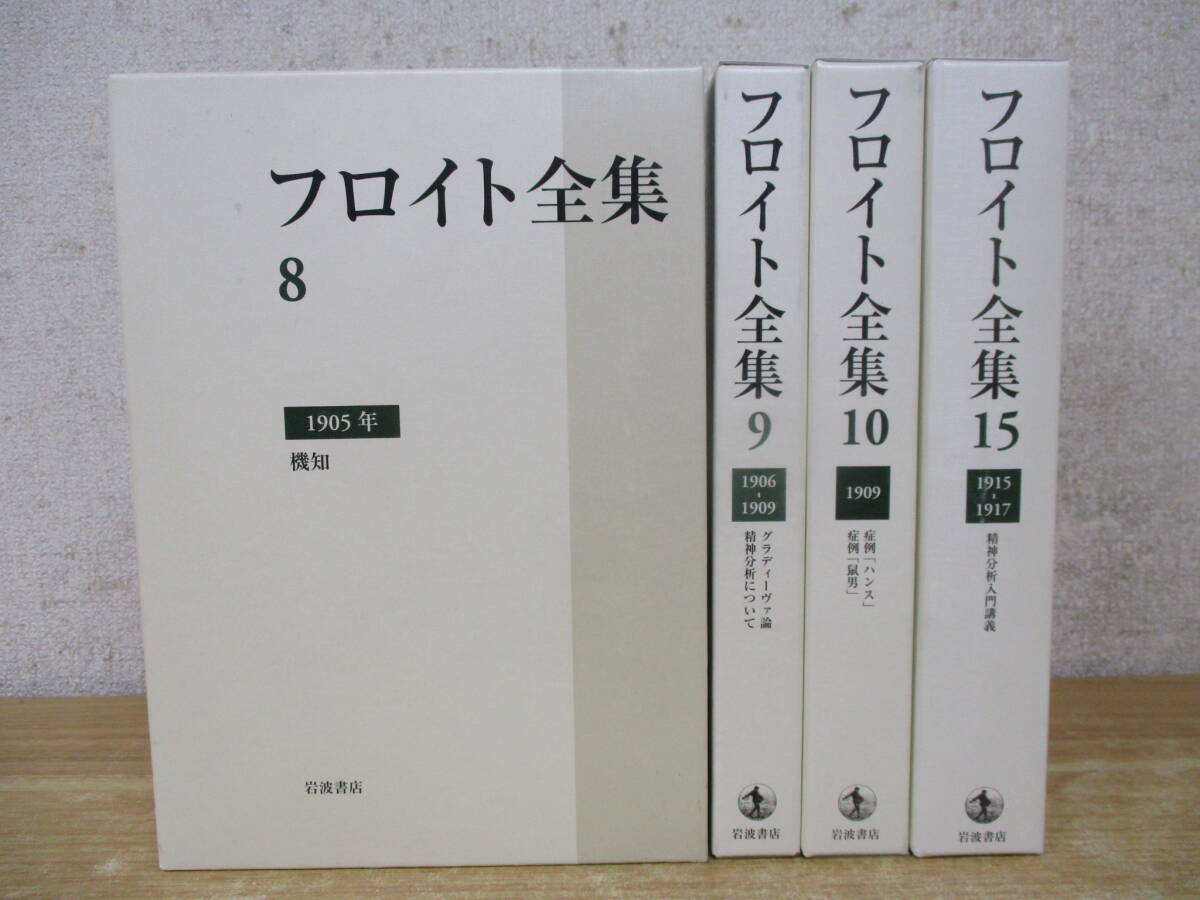 フロイト全集
8
1905年
機知
岩波書店
フロイト全集
9
1906
-
1909
グラディーヴァ論
精神分析について
岩波書店
フロイト全集
10
1909
症例「ハンス」
症例「鼠男」
岩波書店
フロイト全集
15
1915
-
1917
精神分析入門講義
岩波書店